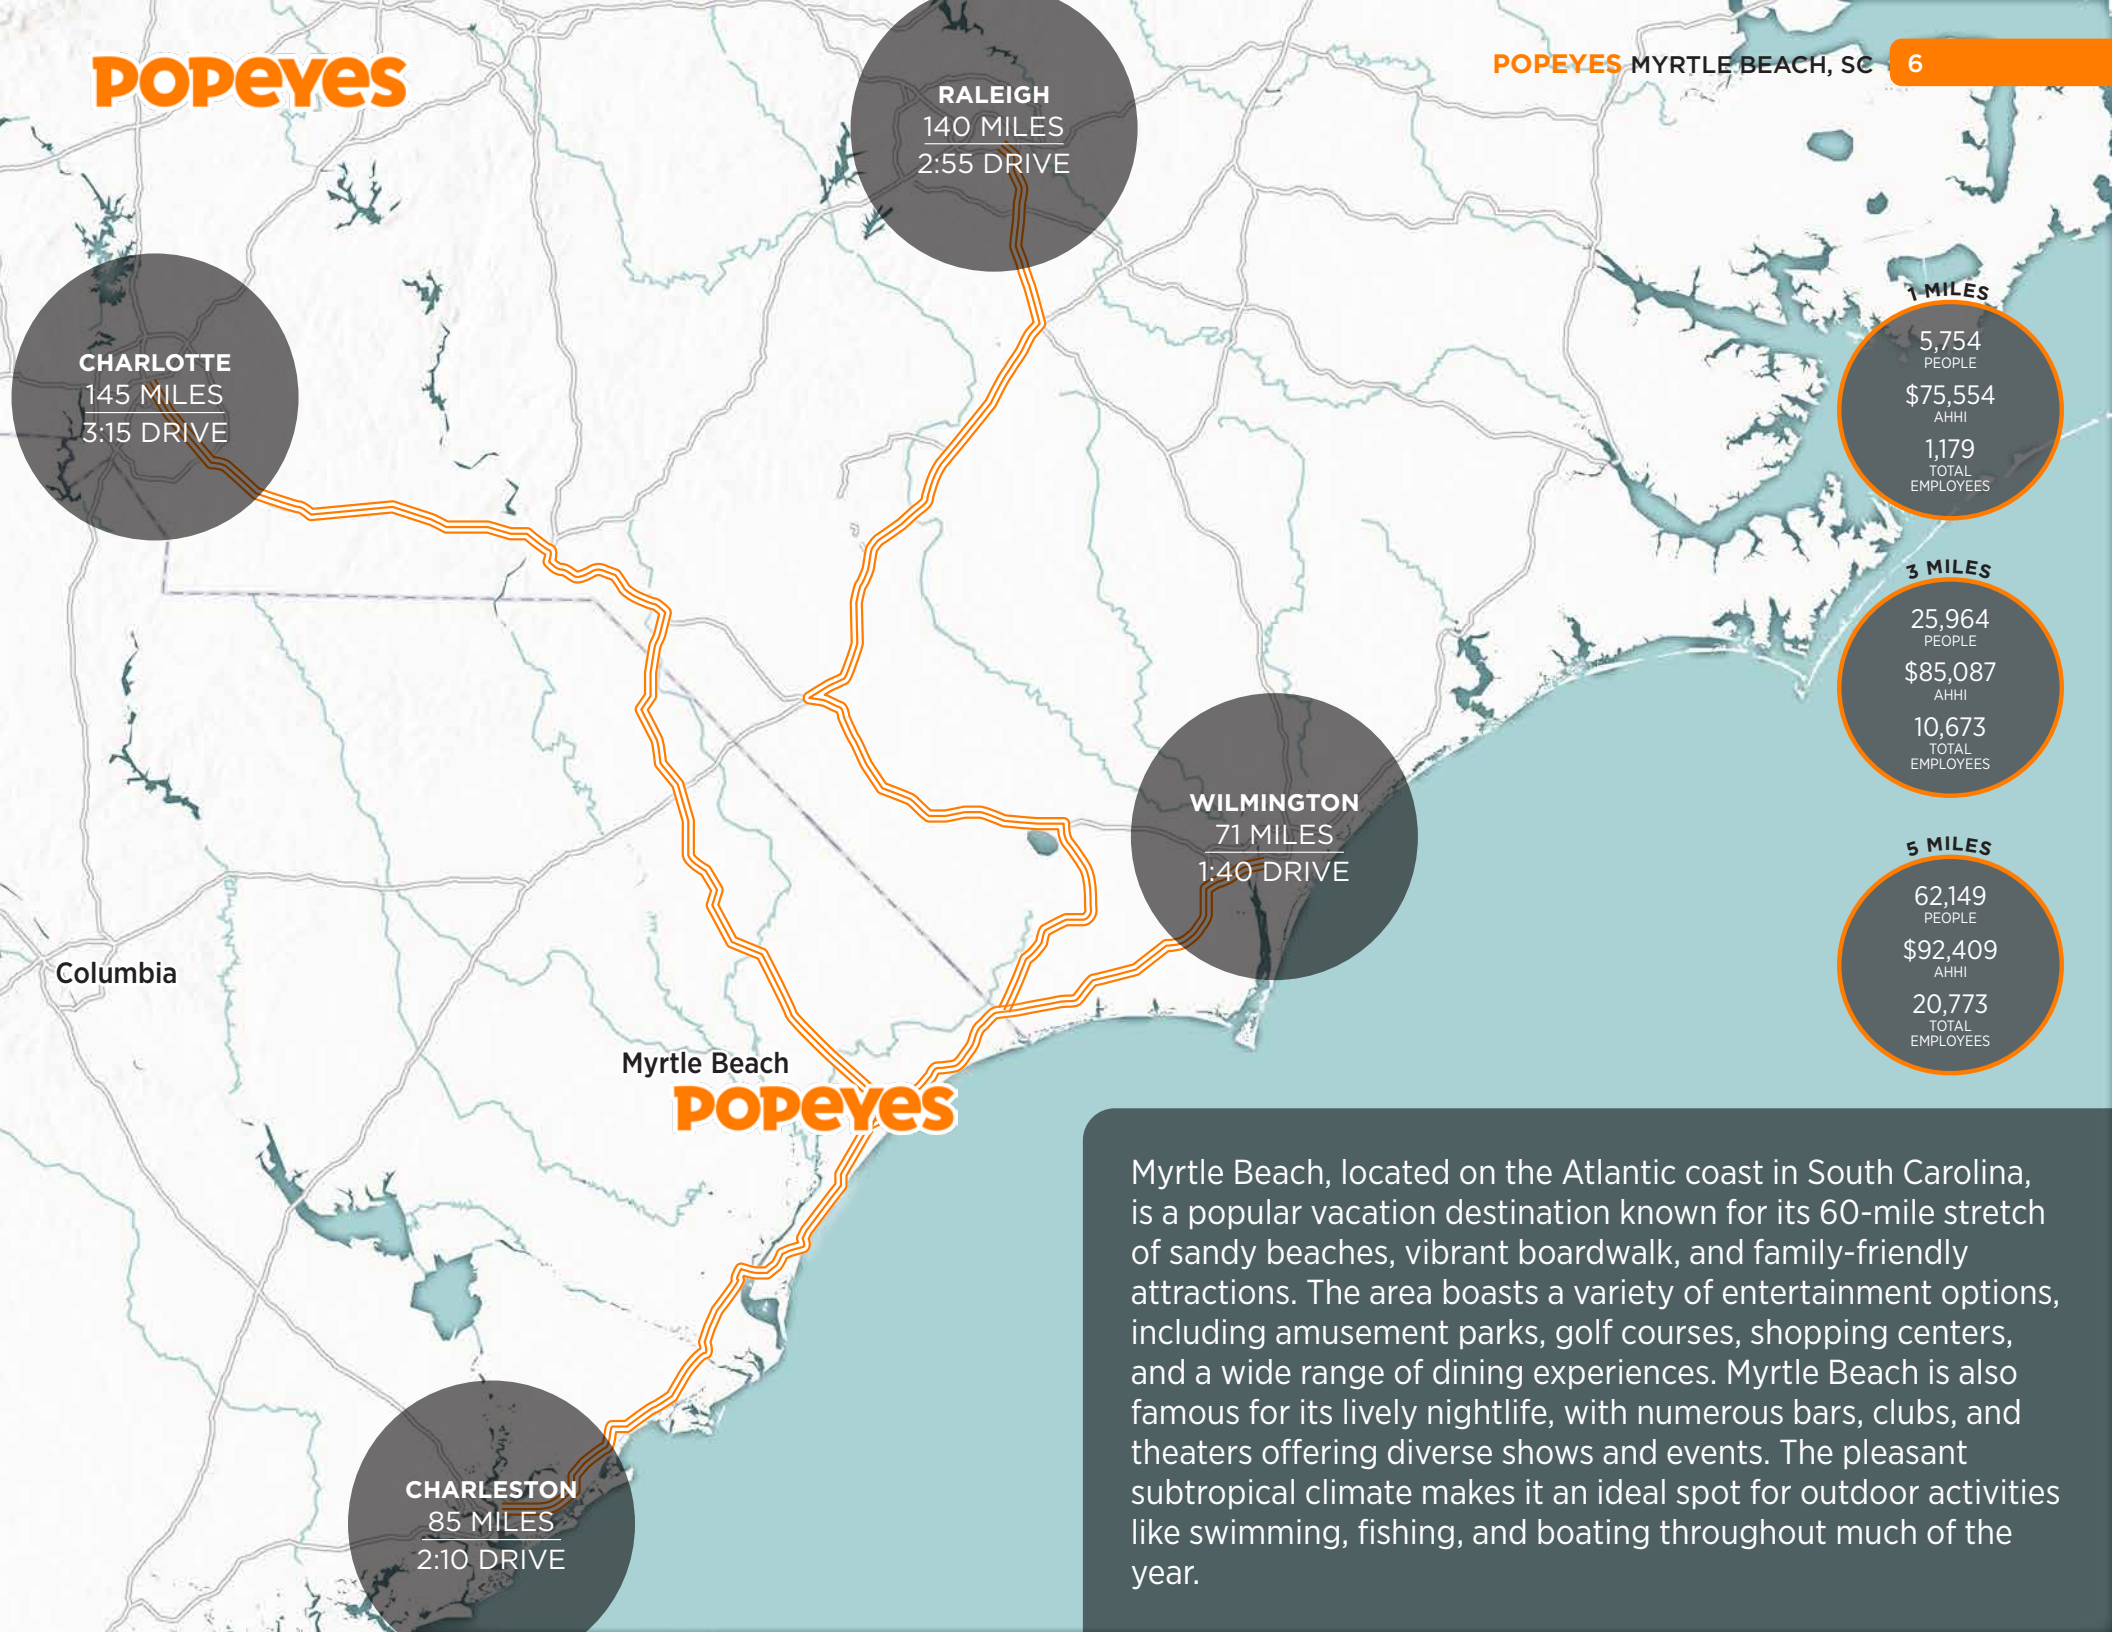 POPEYES
POPEYES MYRTLE BEACH, SC 6
RALEIGH
140 MILES
2:55 DRIVE
CHARLOTTE
145 MILES
3:15 DRIVE
1 MILES
5,754
PEOPLE
$75,554
AHHI
1,179
TOTAL
EMPLOYEES
3 MILES
25,964
PEOPLE
$85,087
AHHI
10,673
TOTAL
EMPLOYEES
WILMINGTON
71 MILES
1:40 DRIVE
5 MILES
62,149
PEOPLE
$92,409
AHHI
20,773
TOTAL
EMPLOYEES
Columbia
Myrtle Beach
POPEYES
CHARLESTON
85 MILES
2:10 DRIVE
Myrtle Beach, located on the Atlantic coast in South Carolina,
is a popular vacation destination known for its 60-mile stretch
of sandy beaches, vibrant boardwalk, and family-friendly
attractions. The area boasts a variety of entertainment options,
including amusement parks, golf courses, shopping centers,
and a wide range of dining experiences. Myrtle Beach is also
famous for its lively nightlife, with numerous bars, clubs, and
theaters offering diverse shows and events. The pleasant
subtropical climate makes it an ideal spot for outdoor activities
like swimming, fishing, and boating throughout much of the
year.